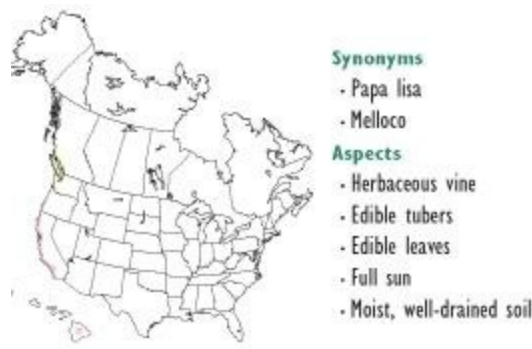 Synonyms
· Papa lisa
· Melloco
Aspects
· Herbaceous vine
· Edible tubers
· Edible leaves
· Full sun
· Moist, well-drained soil